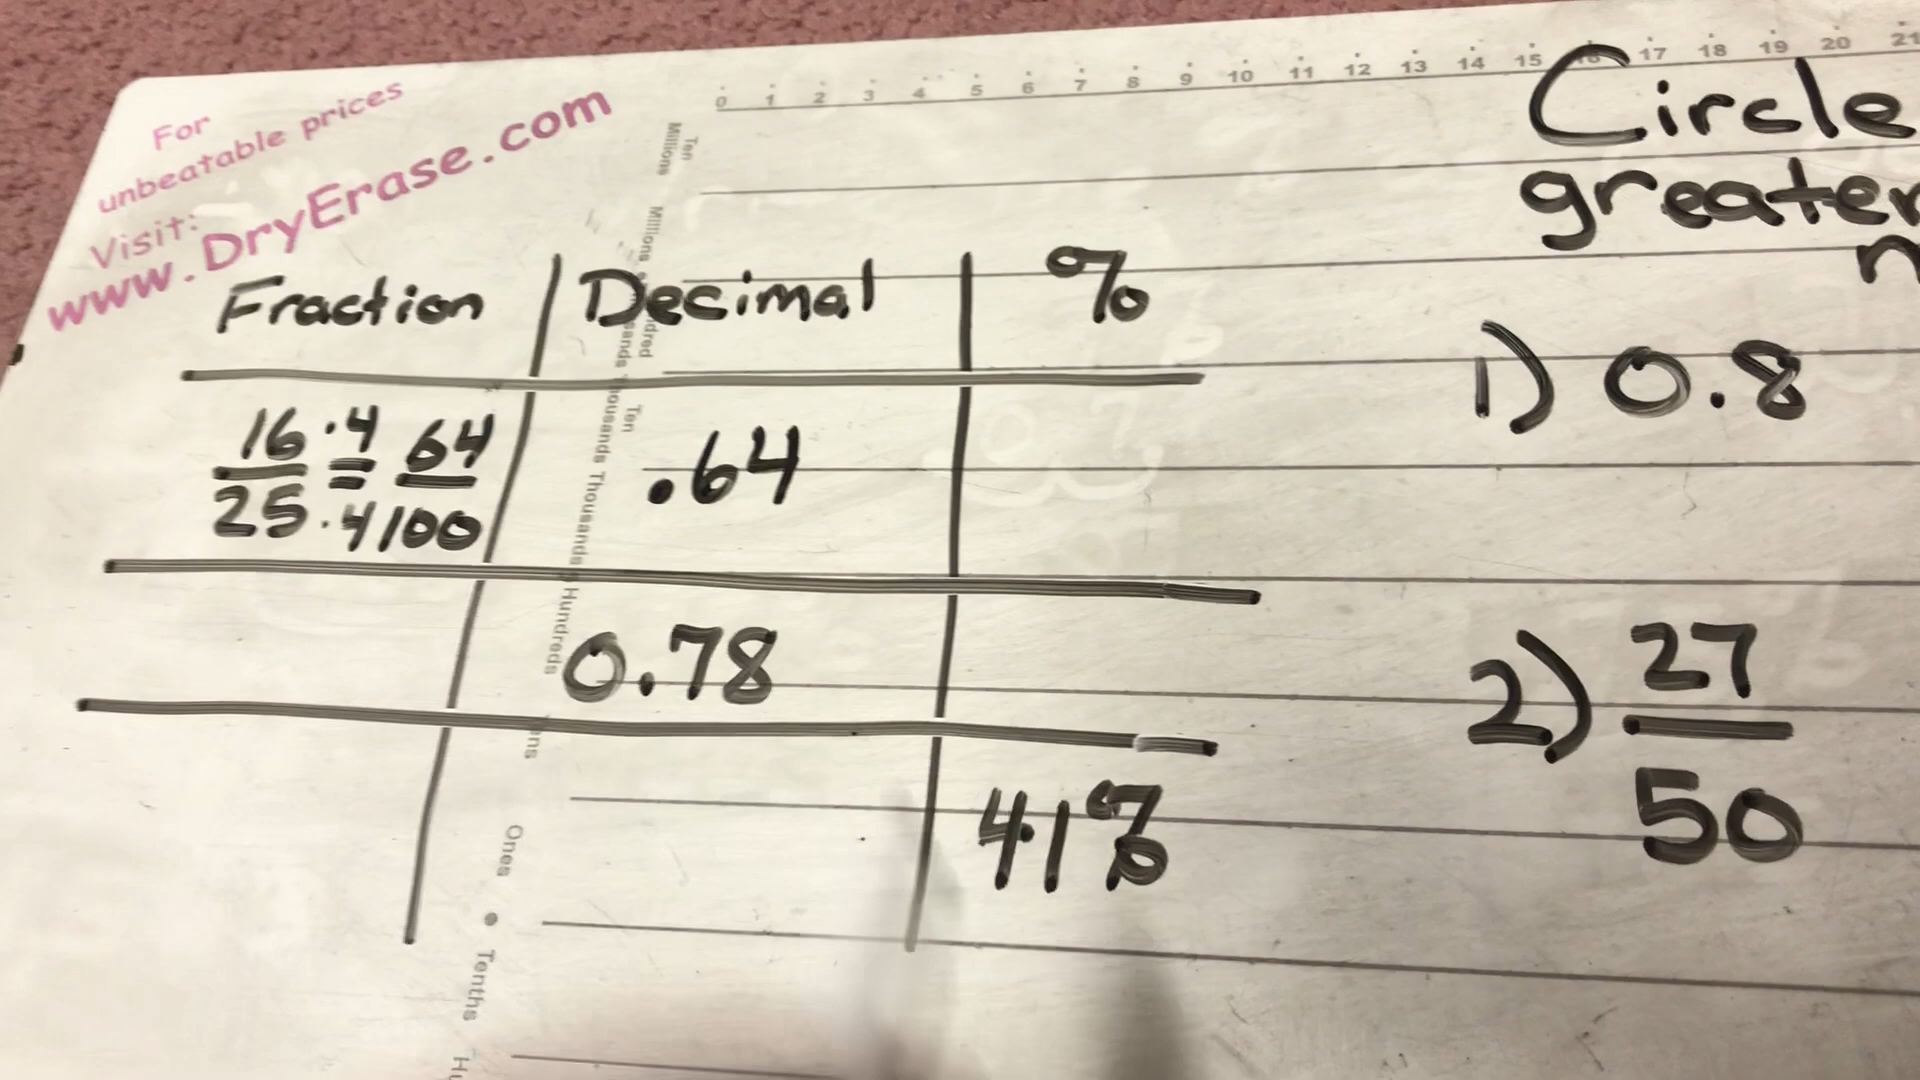 For
unbeatable prices
Visit:
www.DryErase.com
0 1 2 3 4 5 6 7 8 9 10 11 12 13 14 15 16 17 18 19 20 21
Ten
Millions
Millions
Ten
Thousands
Thousands
Hundreds
Ones
Tenths
Circle
greater
Fraction Decimal %
16·4 = 64
25·4 100
.64
0.78
41%
1) 0.8
2) 27
50